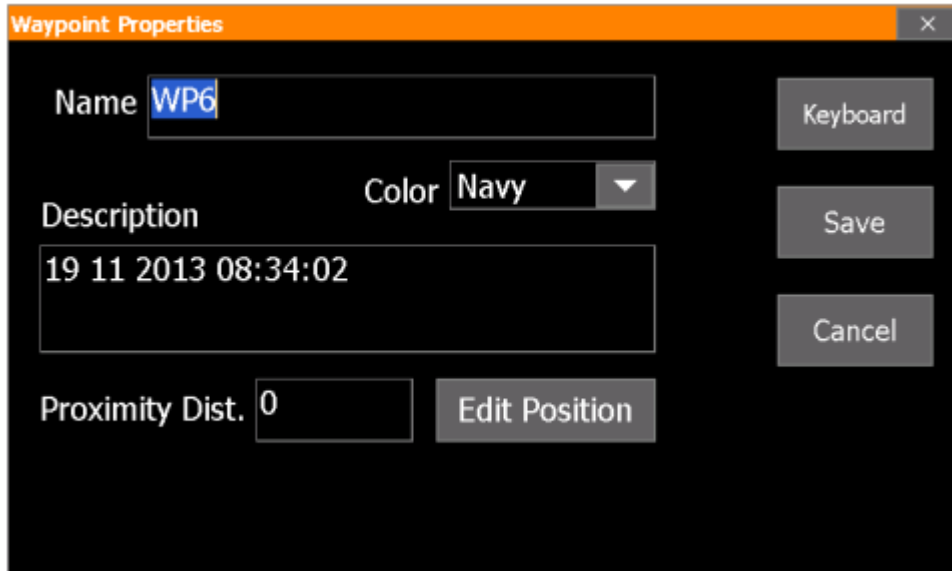 Waypoint Properties
Name WP6
Keyboard
Color Navy
Save
Description
19 11 2013 08:34:02
Cancel
Proximity Dist. 0 Edit Position